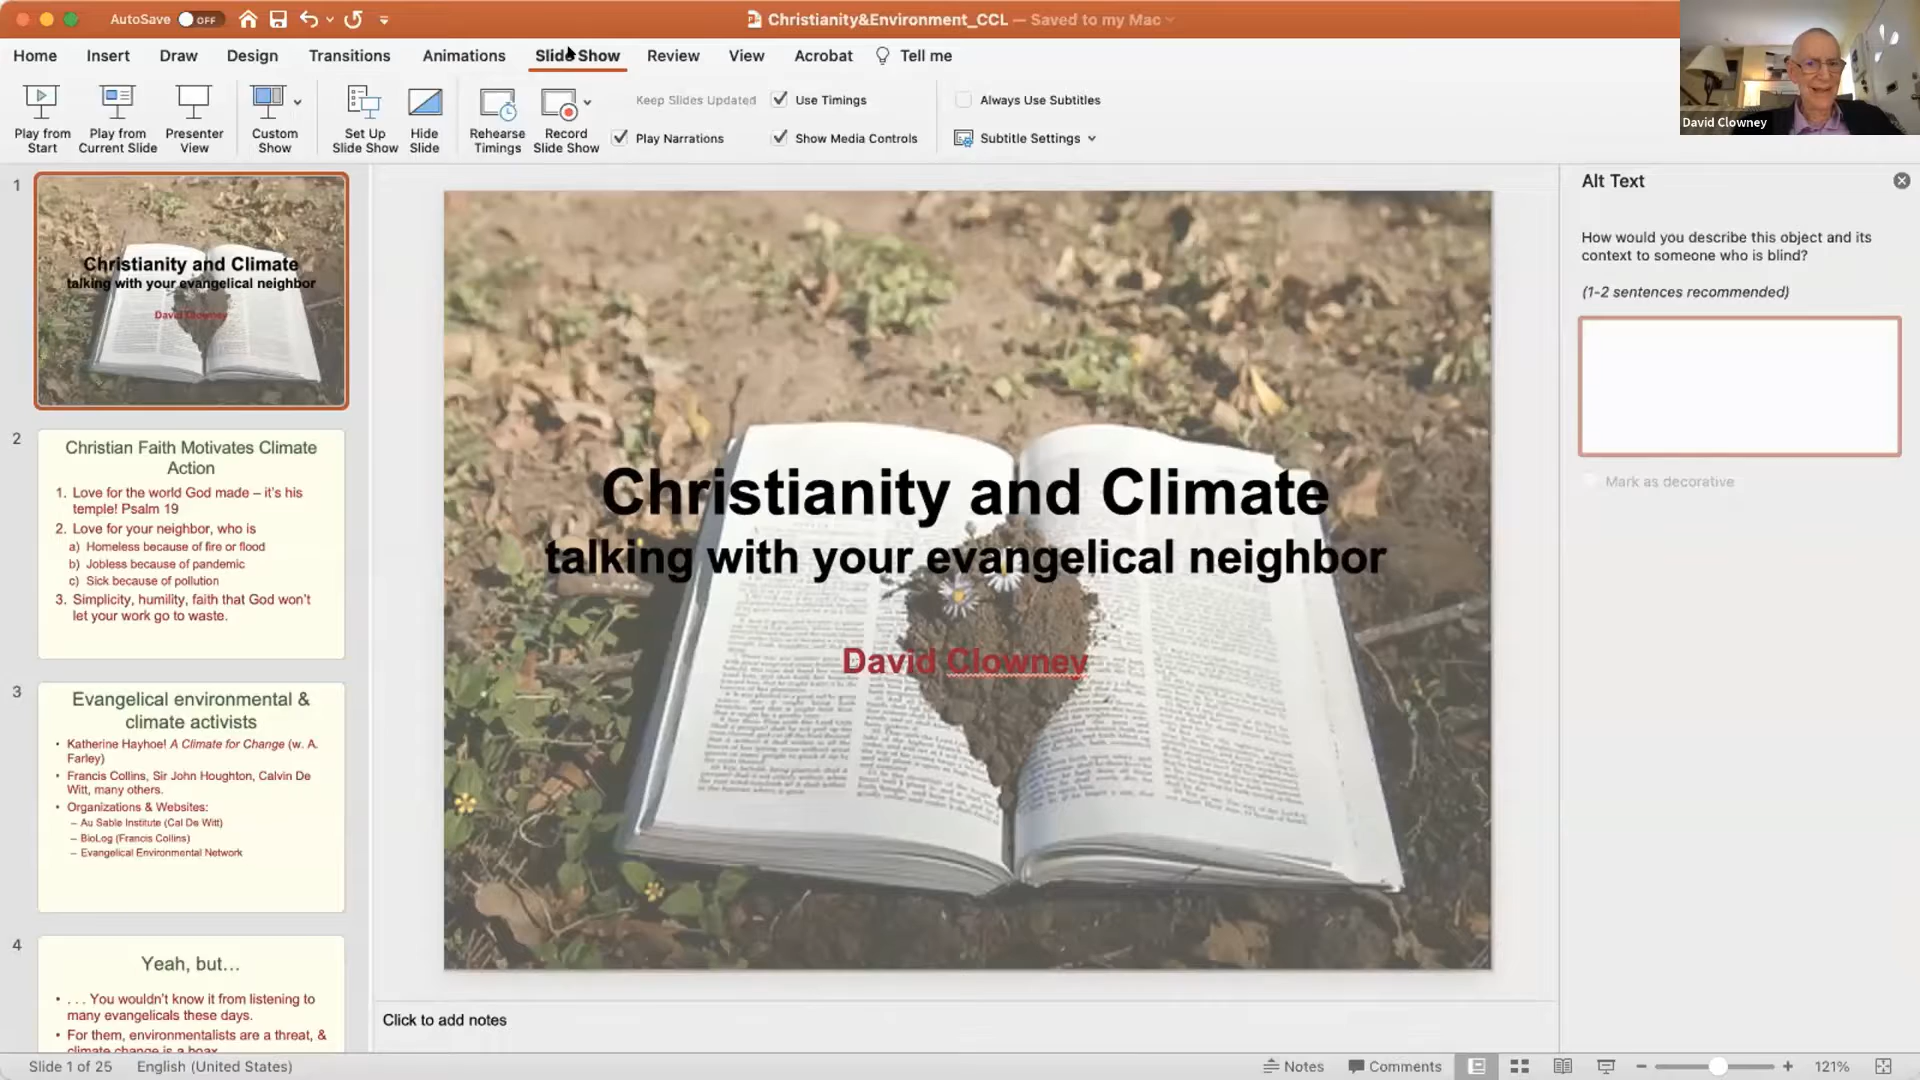 AutoSave OFF
Christianity&Environment_CCL — Saved to my Mac
Home Insert Draw Design Transitions Animations Slide Show Review View Acrobat Tell me
Play from Start
Play from Current Slide
Presenter View
Custom Show
Set Up Slide Show
Hide Slide
Rehearse Timings
Record Slide Show
Keep Slides Updated
Use Timings
Play Narrations
Show Media Controls
Always Use Subtitles
Subtitle Settings
David Clowney
1
Christianity and Climate
talking with your evangelical neighbor
David Clowney
2
Christian Faith Motivates Climate
Action
1. Love for the world God made – it's his
temple! Psalm 19
2. Love for your neighbor, who is
a) Homeless because of fire or flood
b) Jobless because of pandemic
c) Sick because of pollution
3. Simplicity, humility, faith that God won't
let your work go to waste.
3
Evangelical environmental &
climate activists
• Katherine Hayhoe! A Climate for Change (w. A.
Farley)
• Francis Collins, Sir John Houghton, Calvin De
Witt, many others.
• Organizations & Websites:
– Au Sable Institute (Cal De Witt)
– BioLog (Francis Collins)
– Evangelical Environmental Network
4
Yeah, but…
• . . . You wouldn't know it from listening to
many evangelicals these days.
• For them, environmentalists are a threat, &
climate change is a hoax
Christianity and Climate
talking with your evangelical neighbor
David Clowney
Click to add notes
Alt Text
How would you describe this object and its
context to someone who is blind?
(1-2 sentences recommended)
Mark as decorative
Slide 1 of 25
English (United States)
Notes
Comments
121%